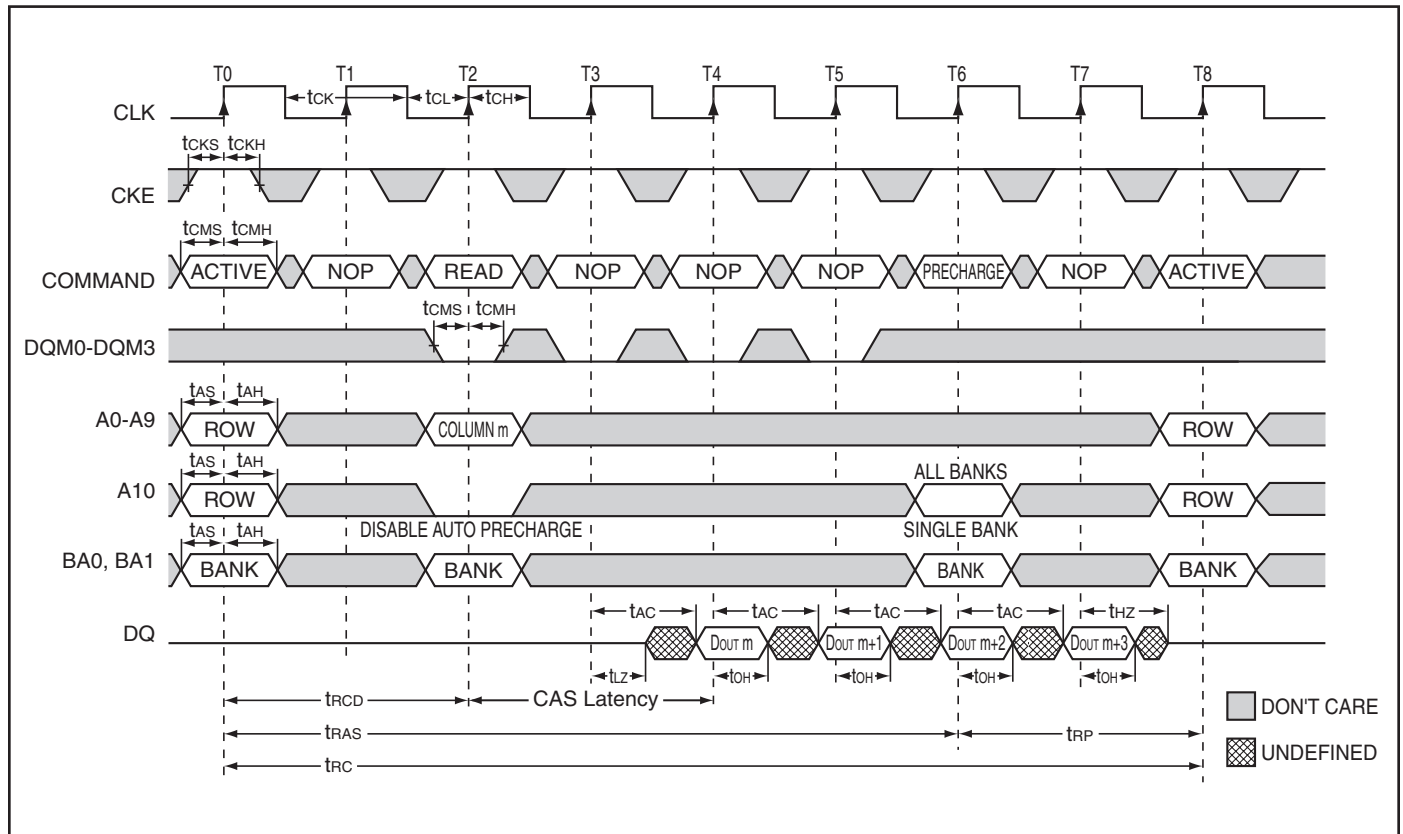 T0 T1 T2 T3 T4 T5 T6 T7 T8
CLK tCK tCL tCH
tCKS tCKH
CKE
tCMS tCMH
COMMAND ACTIVE NOP READ NOP NOP NOP PRECHARGE NOP ACTIVE
tCMS tCMH
DQM0-DQM3
tAS tAH
A0-A9 ROW COLUMN m ROW
tAS tAH ALL BANKS
A10 ROW ROW
tAS tAH DISABLE AUTO PRECHARGE SINGLE BANK
BA0, BA1 BANK BANK BANK BANK
tAC tAC tAC tAC tHZ
DQ DOUT m DOUT m+1 DOUT m+2 DOUT m+3
tLZ tOH tOH tOH tOH
tRCD CAS Latency
DON'T CARE
tRAS tRP
UNDEFINED
tRC